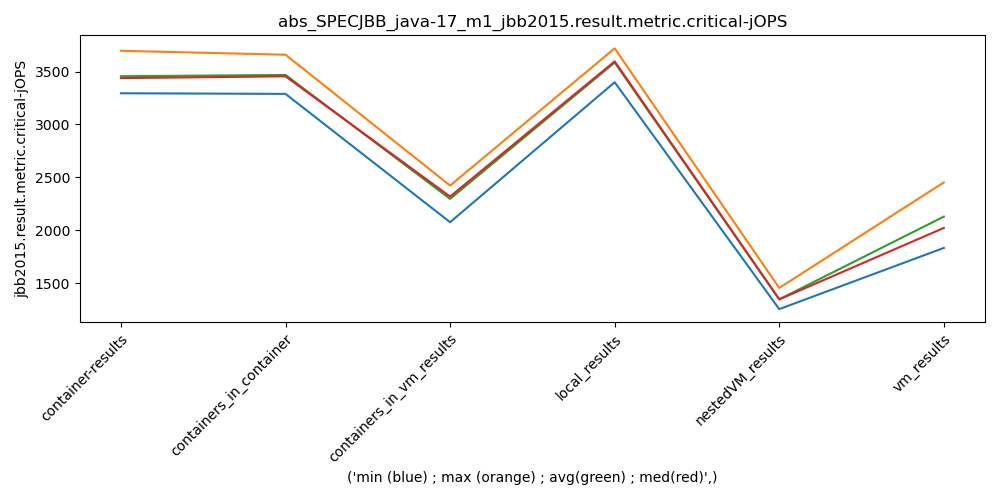 abs_SPECJBB_java-17_m1_jbb2015.result.metric.critical-jOPS
jbb2015.result.metric.critical-jOPS
3500
3000
2500
2000
1500
container-results
containers_in_container
containers_in_vm_results
local_results
nestedVM_results
vm_results
('min (blue) ; max (orange) ; avg(green) ; med(red)',)